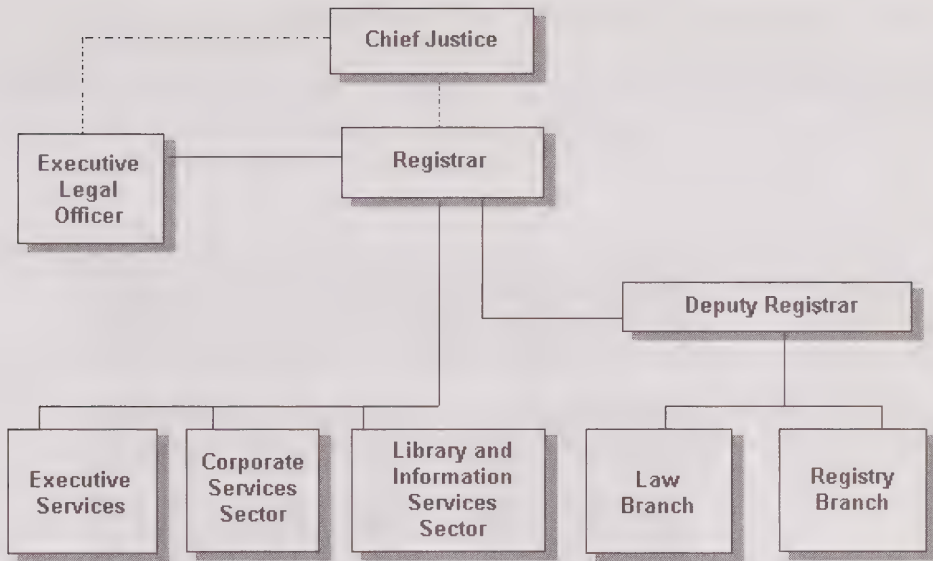 Chief Justice
Executive
Legal
Officer
Registrar
Deputy Registrar
Executive
Services
Corporate
Services
Sector
Library and
Information
Services
Sector
Law
Branch
Registry
Branch